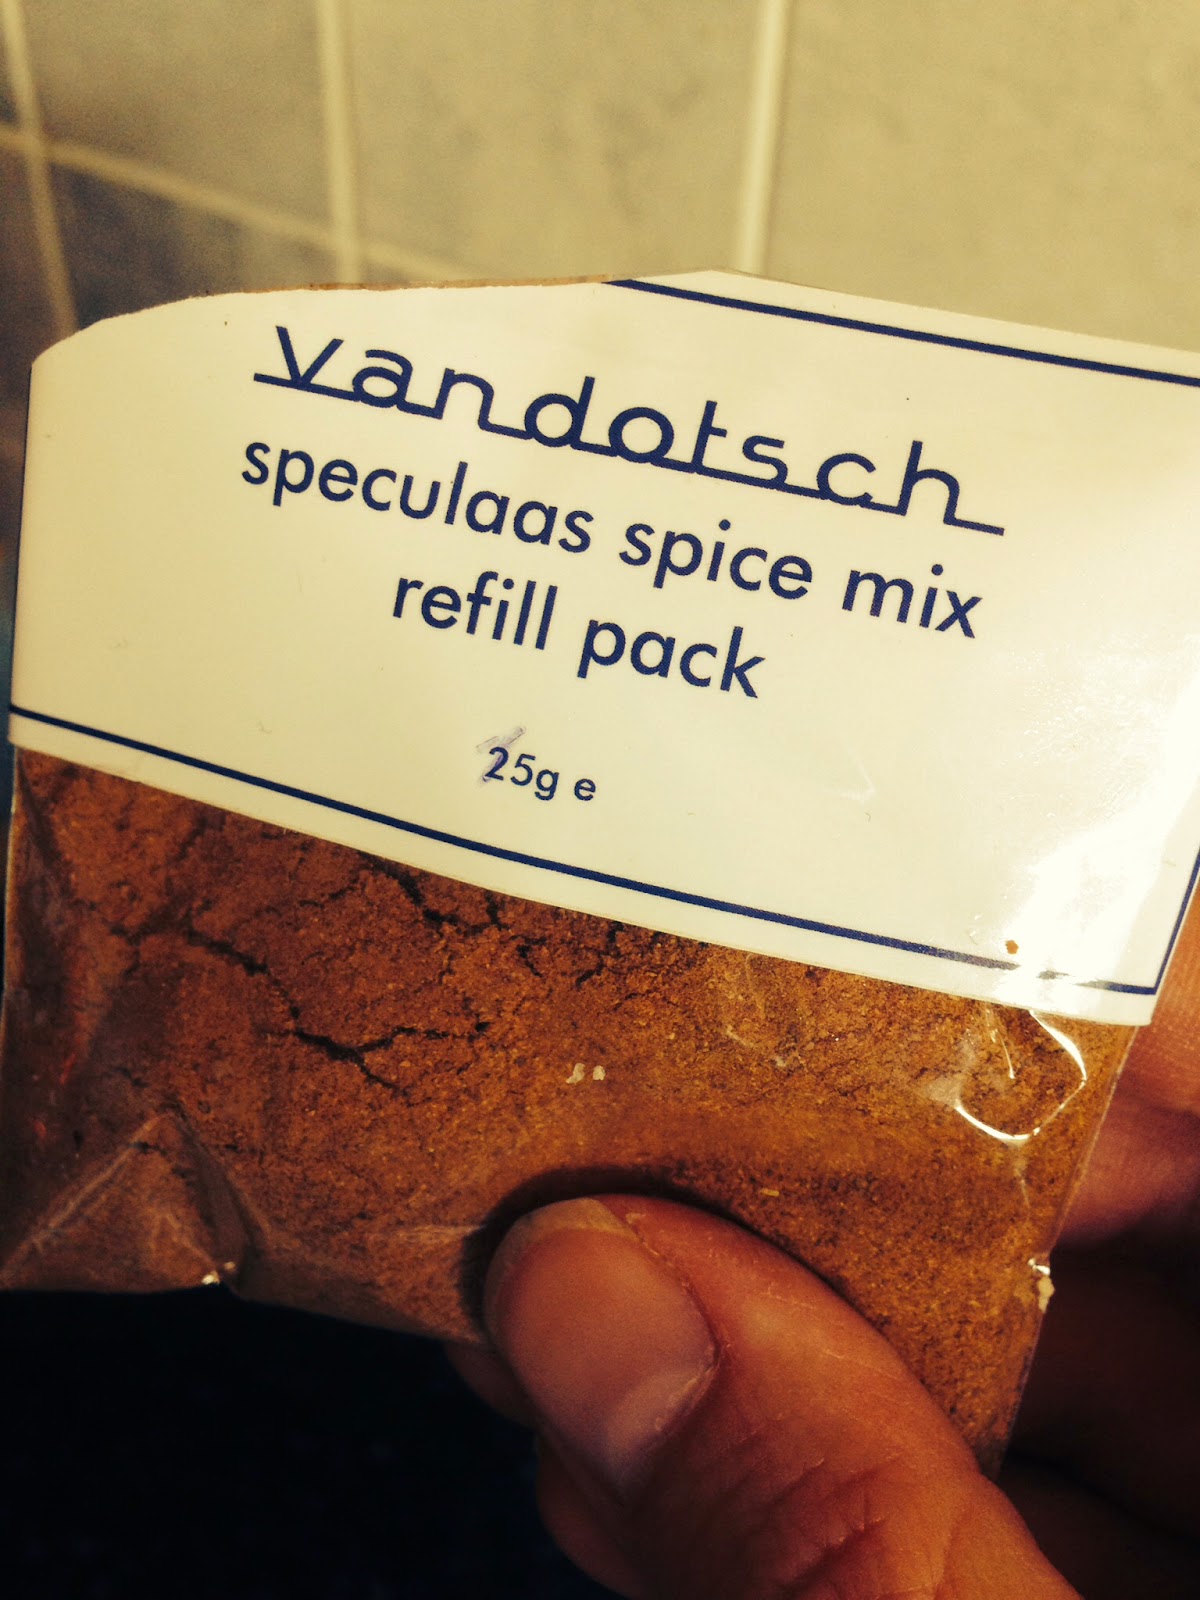 vandotsch
speculaas spice mix
refill pack
25g e